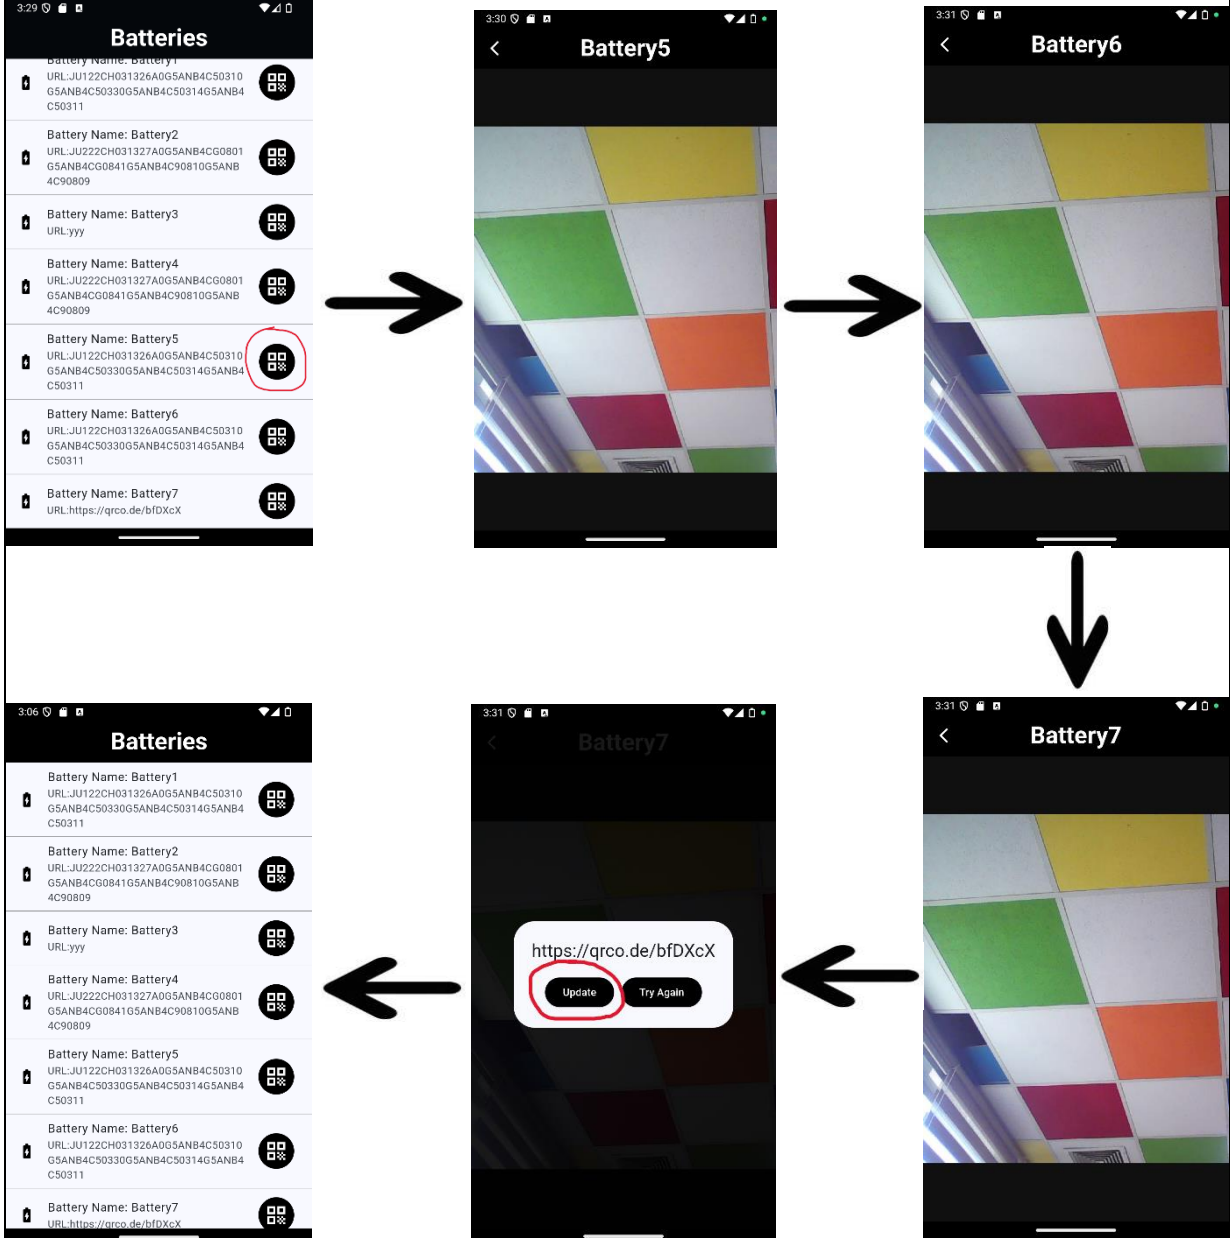 3:29
Batteries
Battery Name: Battery1
URL:JU122CH031326A0G5ANB4C50310
G5ANB4C50330G5ANB4C50314G5ANB4
C50311
Battery Name: Battery2
URL:JU222CH031327A0G5ANB4CG0801
G5ANB4CG0841G5ANB4C90810G5ANB
4C90809
Battery Name: Battery3
URL:yyy
Battery Name: Battery4
URL:JU222CH031327A0G5ANB4CG0801
G5ANB4CG0841G5ANB4C90810G5ANB
4C90809
Battery Name: Battery5
URL:JU122CH031326A0G5ANB4C50310
G5ANB4C50330G5ANB4C50314G5ANB4
C50311
Battery Name: Battery6
URL:JU122CH031326A0G5ANB4C50310
G5ANB4C50330G5ANB4C50314G5ANB4
C50311
Battery Name: Battery7
URL:https://qrco.de/bfDXcX
3:30
Battery5
3:31
Battery6
3:31
Battery7
3:31
Battery7
https://qrco.de/bfDXcX
Update
Try Again
3:06
Batteries
Battery Name: Battery1
URL:JU122CH031326A0G5ANB4C50310
G5ANB4C50330G5ANB4C50314G5ANB4
C50311
Battery Name: Battery2
URL:JU222CH031327A0G5ANB4CG0801
G5ANB4CG0841G5ANB4C90810G5ANB
4C90809
Battery Name: Battery3
URL:yyy
Battery Name: Battery4
URL:JU222CH031327A0G5ANB4CG0801
G5ANB4CG0841G5ANB4C90810G5ANB
4C90809
Battery Name: Battery5
URL:JU122CH031326A0G5ANB4C50310
G5ANB4C50330G5ANB4C50314G5ANB4
C50311
Battery Name: Battery6
URL:JU122CH031326A0G5ANB4C50310
G5ANB4C50330G5ANB4C50314G5ANB4
C50311
Battery Name: Battery7
URL:https://qrco.de/bfDXcX